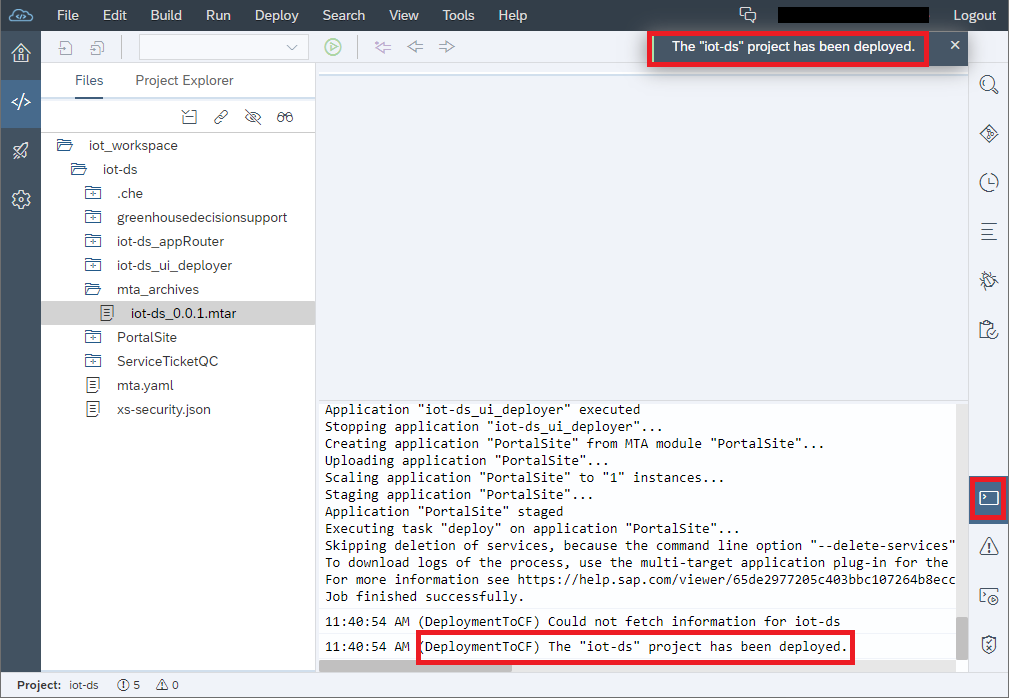 File Edit Build Run Deploy Search View Tools Help Logout
The "iot-ds" project has been deployed.
Files Project Explorer
iot_workspace
iot-ds
.che
greenhousedecisionsupport
iot-ds_appRouter
iot-ds_ui_deployer
mta_archives
iot-ds_0.0.1.mtar
PortalSite
ServiceTicketQC
mta.yaml
xs-security.json
Application "iot-ds_ui_deployer" executed
Stopping application "iot-ds_ui_deployer"...
Creating application "PortalSite" from MTA module "PortalSite"...
Uploading application "PortalSite"...
Scaling application "PortalSite" to "1" instances...
Staging application "PortalSite"...
Application "PortalSite" staged
Executing task "deploy" on application "PortalSite"...
Skipping deletion of services, because the command line option "--delete-services"
To download logs of the process, use the multi-target application plug-in for the
For more information see https://help.sap.com/viewer/65de2977205c403bbc107264b8ecc
Job finished successfully.
11:40:54 AM (DeploymentToCF) Could not fetch information for iot-ds
11:40:54 AM (DeploymentToCF) The "iot-ds" project has been deployed.
Project: iot-ds 5 0